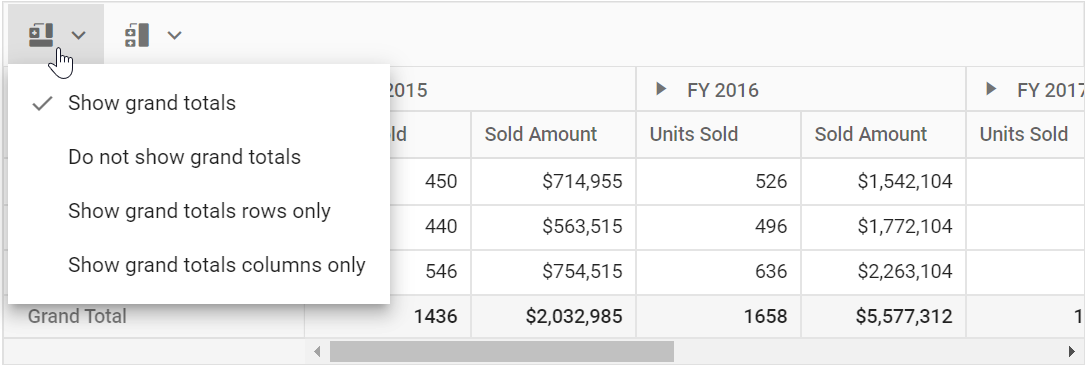 Show grand totals
Do not show grand totals
Show grand totals rows only
Show grand totals columns only
2015 FY 2016 FY 2017
ld Sold Amount Units Sold Sold Amount Units Sold
450 $714,955 526 $1,542,104
440 $563,515 496 $1,772,104
546 $754,515 636 $2,263,104
Grand Total 1436 $2,032,985 1658 $5,577,312 1